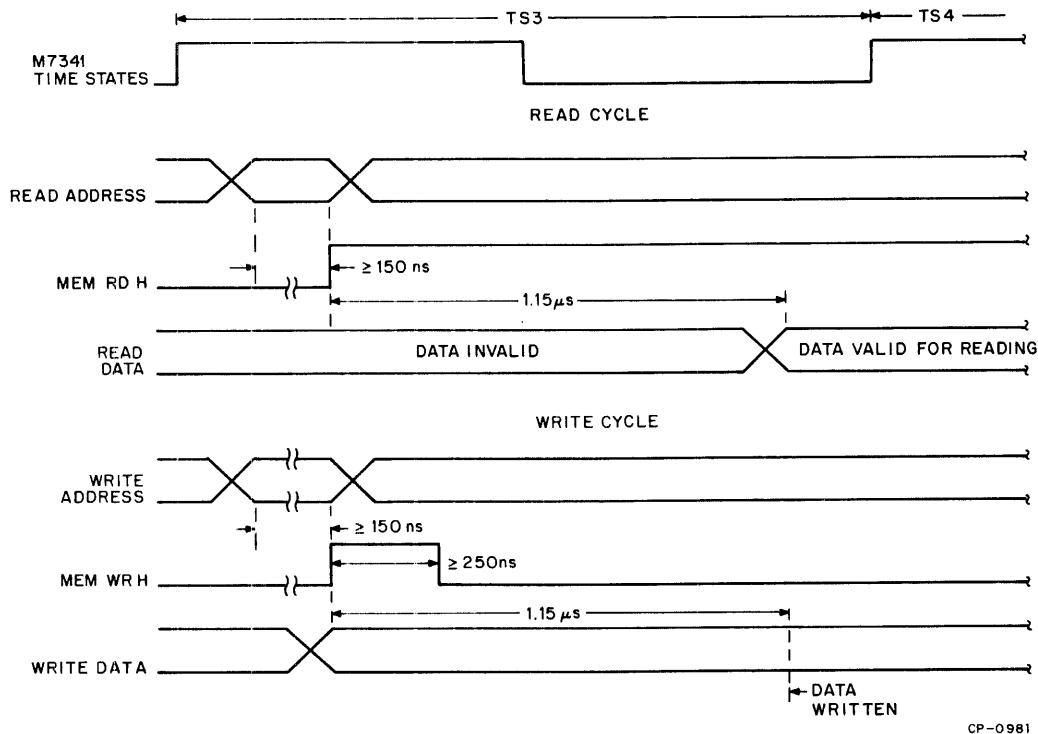 TS3
TS4
M7341
TIME STATES
READ CYCLE
READ ADDRESS
≥ 150 ns
MEM RD H
1.15μs
READ
DATA
DATA INVALID
DATA VALID FOR READING
WRITE CYCLE
WRITE
ADDRESS
≥ 150 ns
MEM WR H
≥ 250ns
1.15 μs
WRITE DATA
DATA
WRITTEN
CP-0981